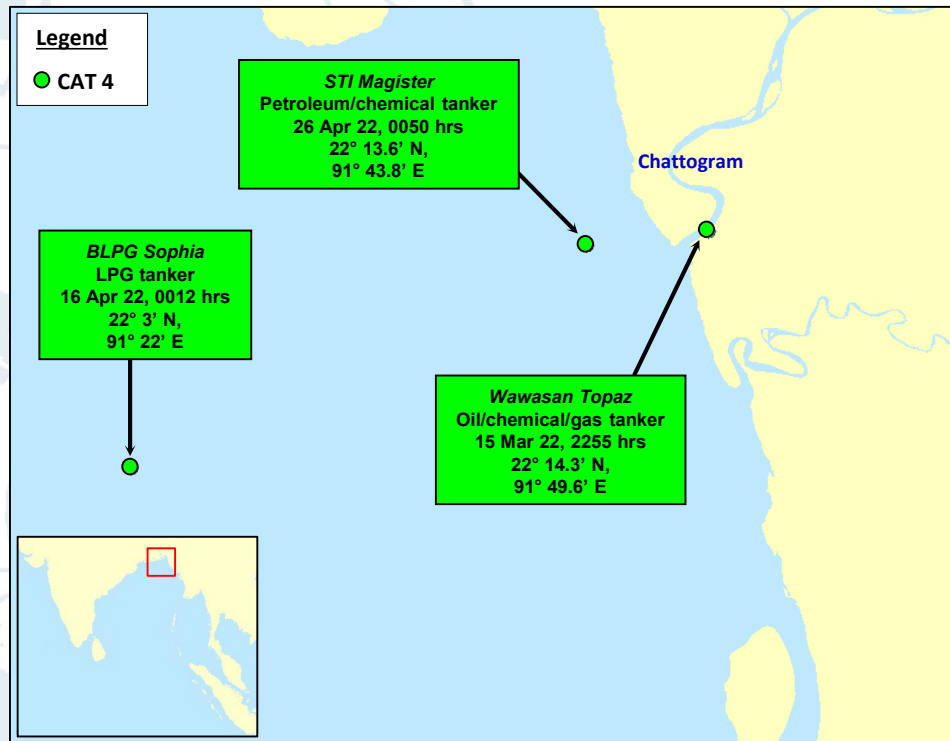 Legend
CAT 4
STI Magister
Petroleum/chemical tanker
26 Apr 22, 0050 hrs
22° 13.6’ N,
91° 43.8’ E
Chattogram
BLPG Sophia
LPG tanker
16 Apr 22, 0012 hrs
22° 3’ N,
91° 22’ E
Wawasan Topaz
Oil/chemical/gas tanker
15 Mar 22, 2255 hrs
22° 14.3’ N,
91° 49.6’ E